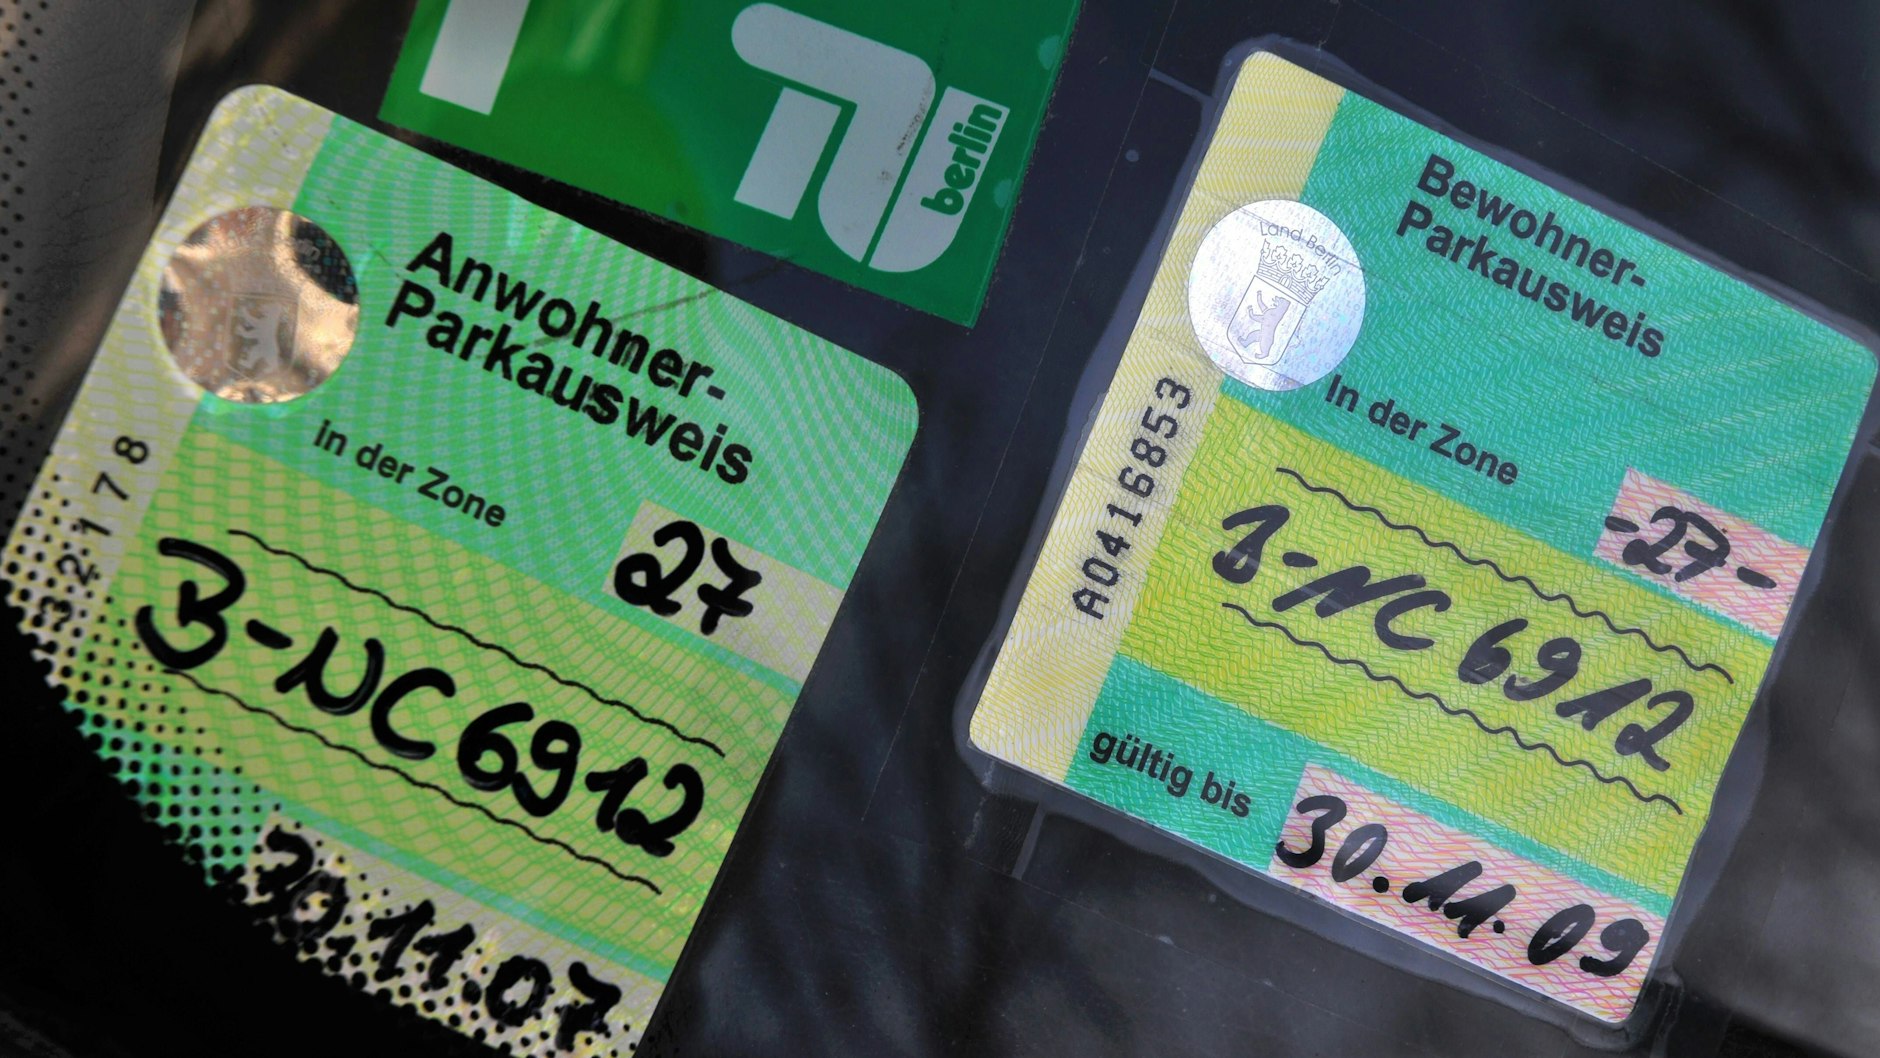 berlin
Anwohner-
Parkausweis
in der Zone
27
B-NC 6912
30.11.07
32178
Bewohner-
Parkausweis
In der Zone
-27-
B-NC 6912
gültig bis
30.11.09
A0416853
Land Berlin